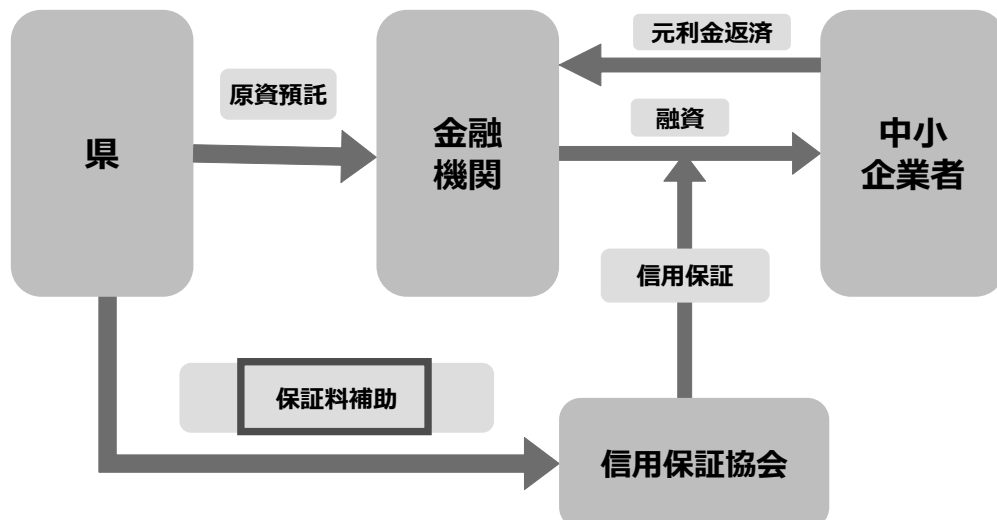 元利金返済
原資預託
融資
県
金融
機関
中小
企業者
信用保証
保証料補助
信用保証協会